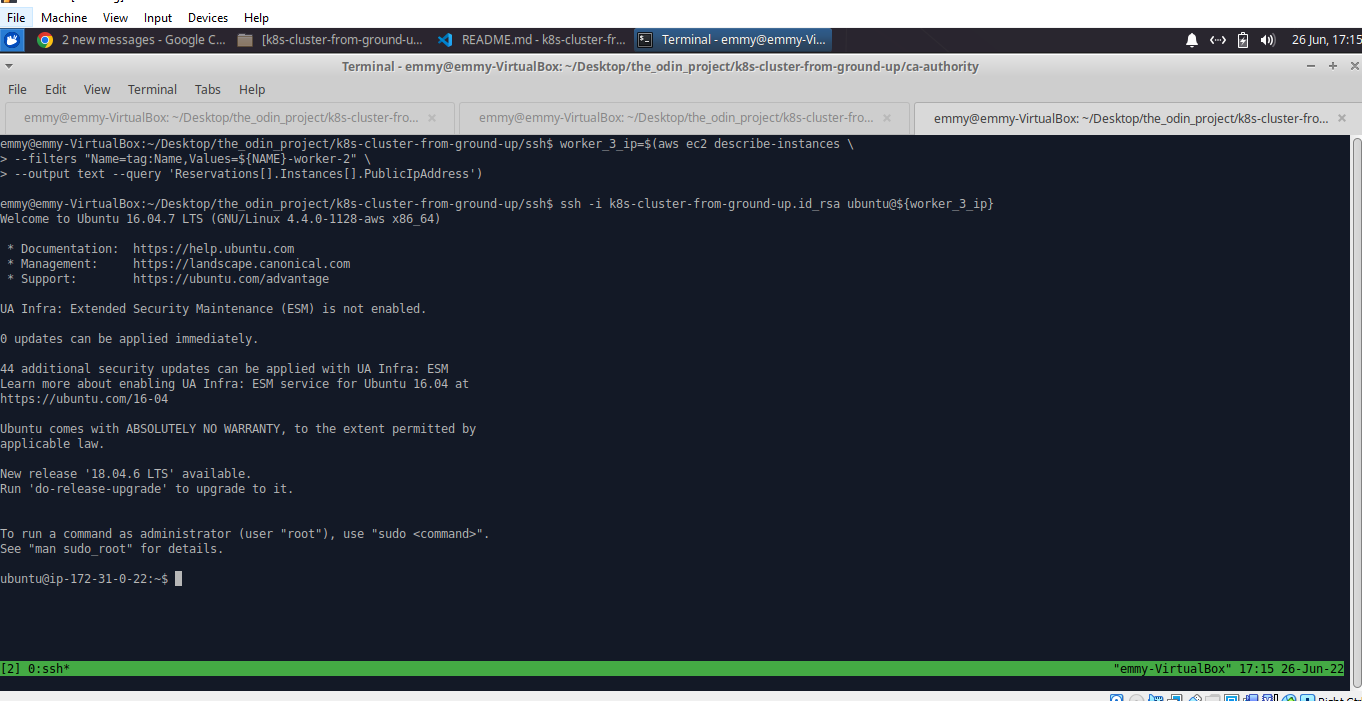 File Machine View Input Devices Help
2 new messages - Google C... [k8s-cluster-from-ground-u... README.md - k8s-cluster-fr... Terminal - emmy@emmy-Vi... 26 Jun, 17:15
Terminal - emmy@emmy-VirtualBox: ~/Desktop/the_odin_project/k8s-cluster-from-ground-up/ca-authority
File Edit View Terminal Tabs Help
emmy@emmy-VirtualBox: ~/Desktop/the_odin_project/k8s-cluster-fro... emmy@emmy-VirtualBox: ~/Desktop/the_odin_project/k8s-cluster-fro... emmy@emmy-VirtualBox: ~/Desktop/the_odin_project/k8s-cluster-fro...
emmy@emmy-VirtualBox:~/Desktop/the_odin_project/k8s-cluster-from-ground-up/ssh$ worker_3_ip=$(aws ec2 describe-instances \
> --filters "Name=tag:Name,Values=${NAME}-worker-2" \
> --output text --query 'Reservations[].Instances[].PublicIpAddress')
emmy@emmy-VirtualBox:~/Desktop/the_odin_project/k8s-cluster-from-ground-up/ssh$ ssh -i k8s-cluster-from-ground-up.id_rsa ubuntu@${worker_3_ip}
Welcome to Ubuntu 16.04.7 LTS (GNU/Linux 4.4.0-1128-aws x86_64)
* Documentation: https://help.ubuntu.com
* Management: https://landscape.canonical.com
* Support: https://ubuntu.com/advantage
UA Infra: Extended Security Maintenance (ESM) is not enabled.
0 updates can be applied immediately.
44 additional security updates can be applied with UA Infra: ESM
Learn more about enabling UA Infra: ESM service for Ubuntu 16.04 at
https://ubuntu.com/16-04
Ubuntu comes with ABSOLUTELY NO WARRANTY, to the extent permitted by
applicable law.
New release '18.04.6 LTS' available.
Run 'do-release-upgrade' to upgrade to it.
To run a command as administrator (user "root"), use "sudo <command>".
See "man sudo_root" for details.
ubuntu@ip-172-31-0-22:~$
[2] 0:ssh* "emmy-VirtualBox" 17:15 26-Jun-22